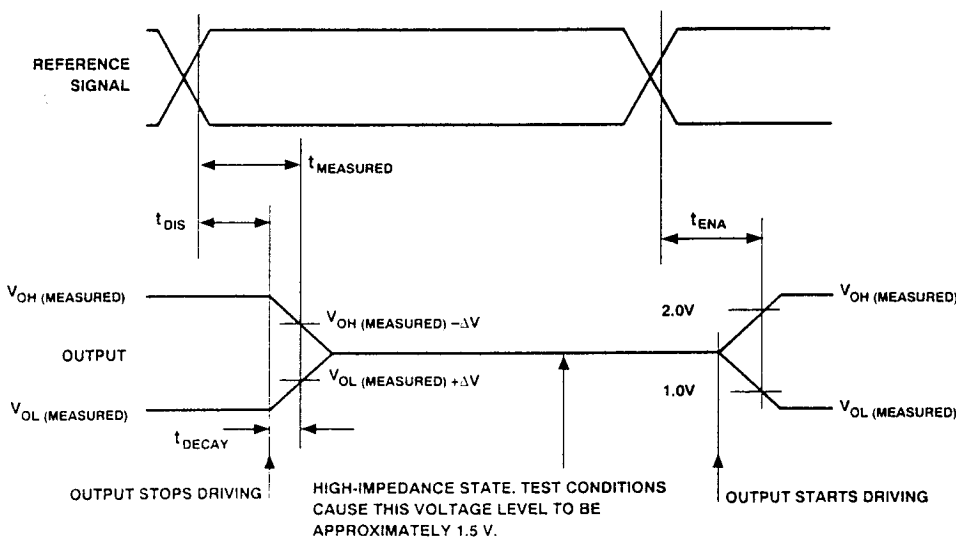 REFERENCE
SIGNAL
tMEASURED
tDIS
tENA
VOH (MEASURED)
VOH (MEASURED) –ΔV
2.0V
VOH (MEASURED)
OUTPUT
VOL (MEASURED) +ΔV
1.0V
VOL (MEASURED)
VOL (MEASURED)
tDECAY
OUTPUT STOPS DRIVING
HIGH-IMPEDANCE STATE. TEST CONDITIONS
CAUSE THIS VOLTAGE LEVEL TO BE
APPROXIMATELY 1.5 V.
OUTPUT STARTS DRIVING